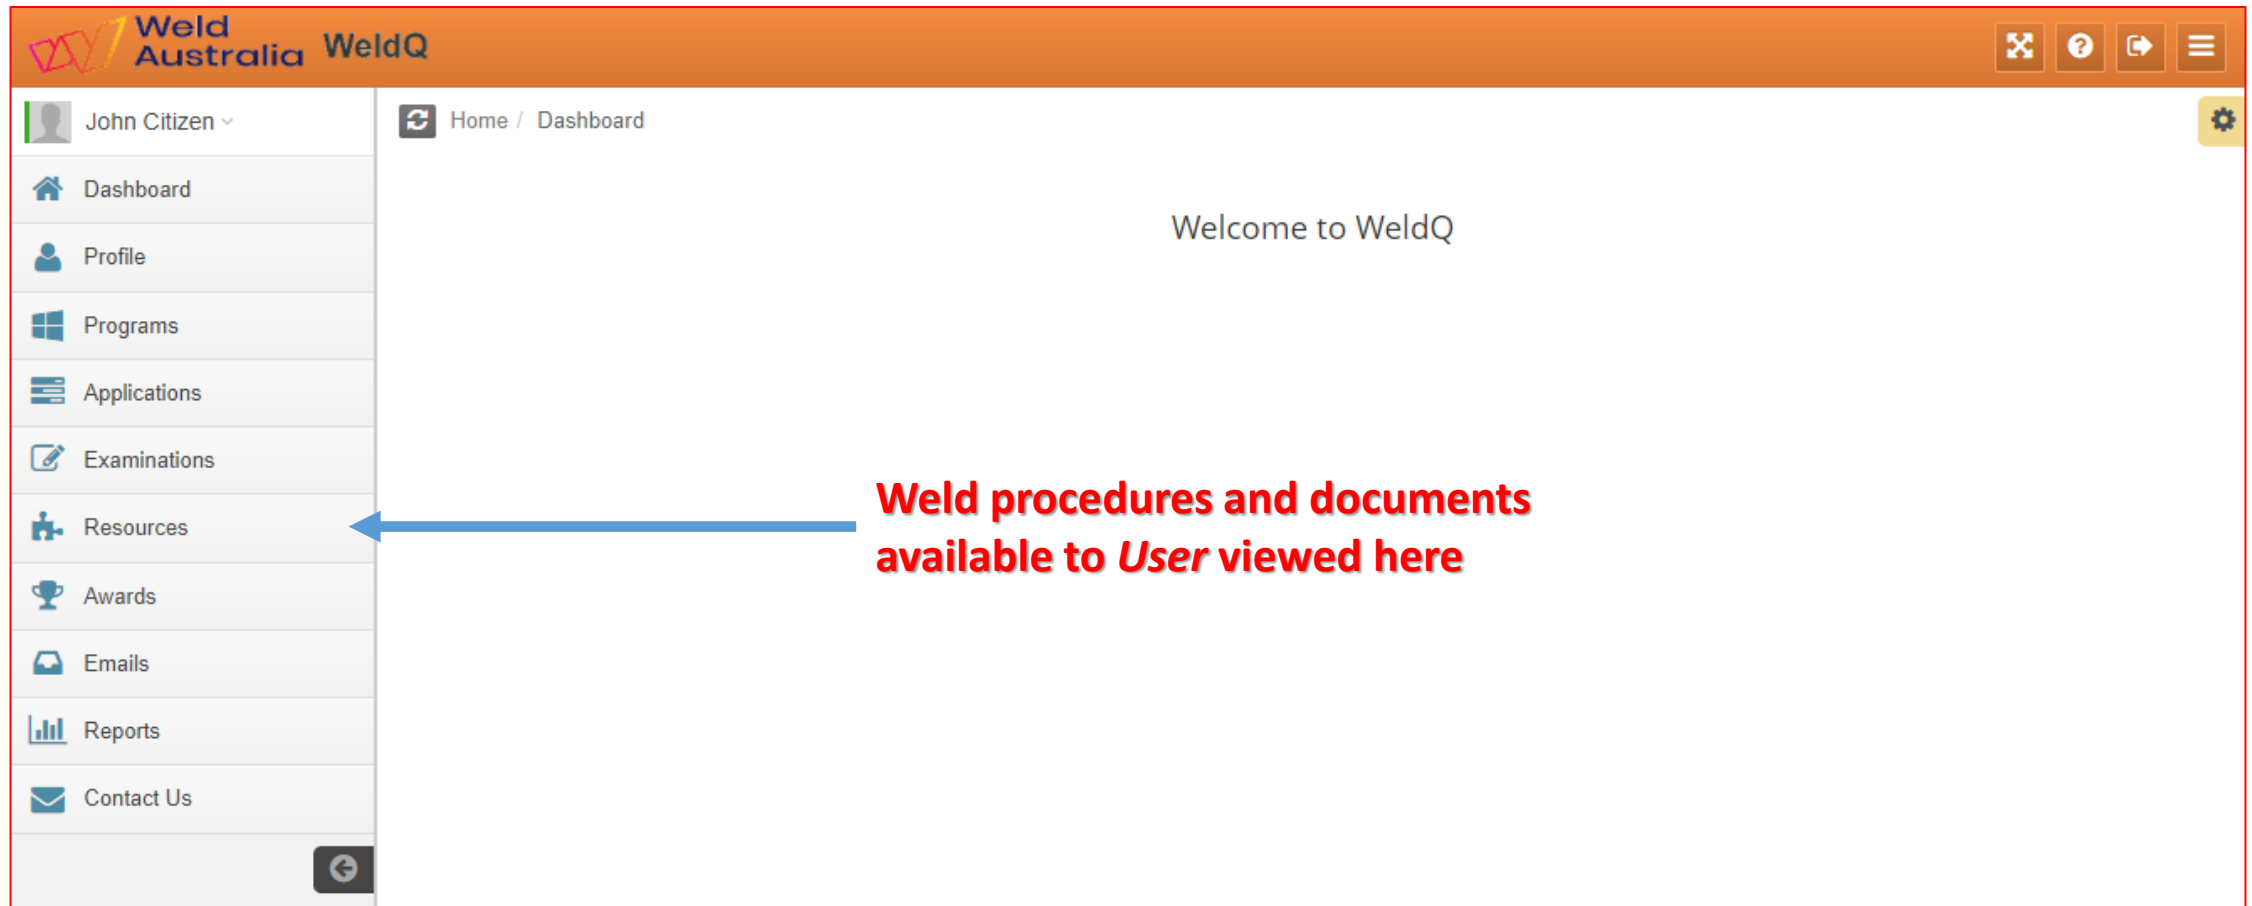 Weld
Australia WeldQ
John Citizen
Home / Dashboard
Dashboard
Profile
Programs
Applications
Examinations
Resources
Awards
Emails
Reports
Contact Us
Welcome to WeldQ
Weld procedures and documents
available to User viewed here